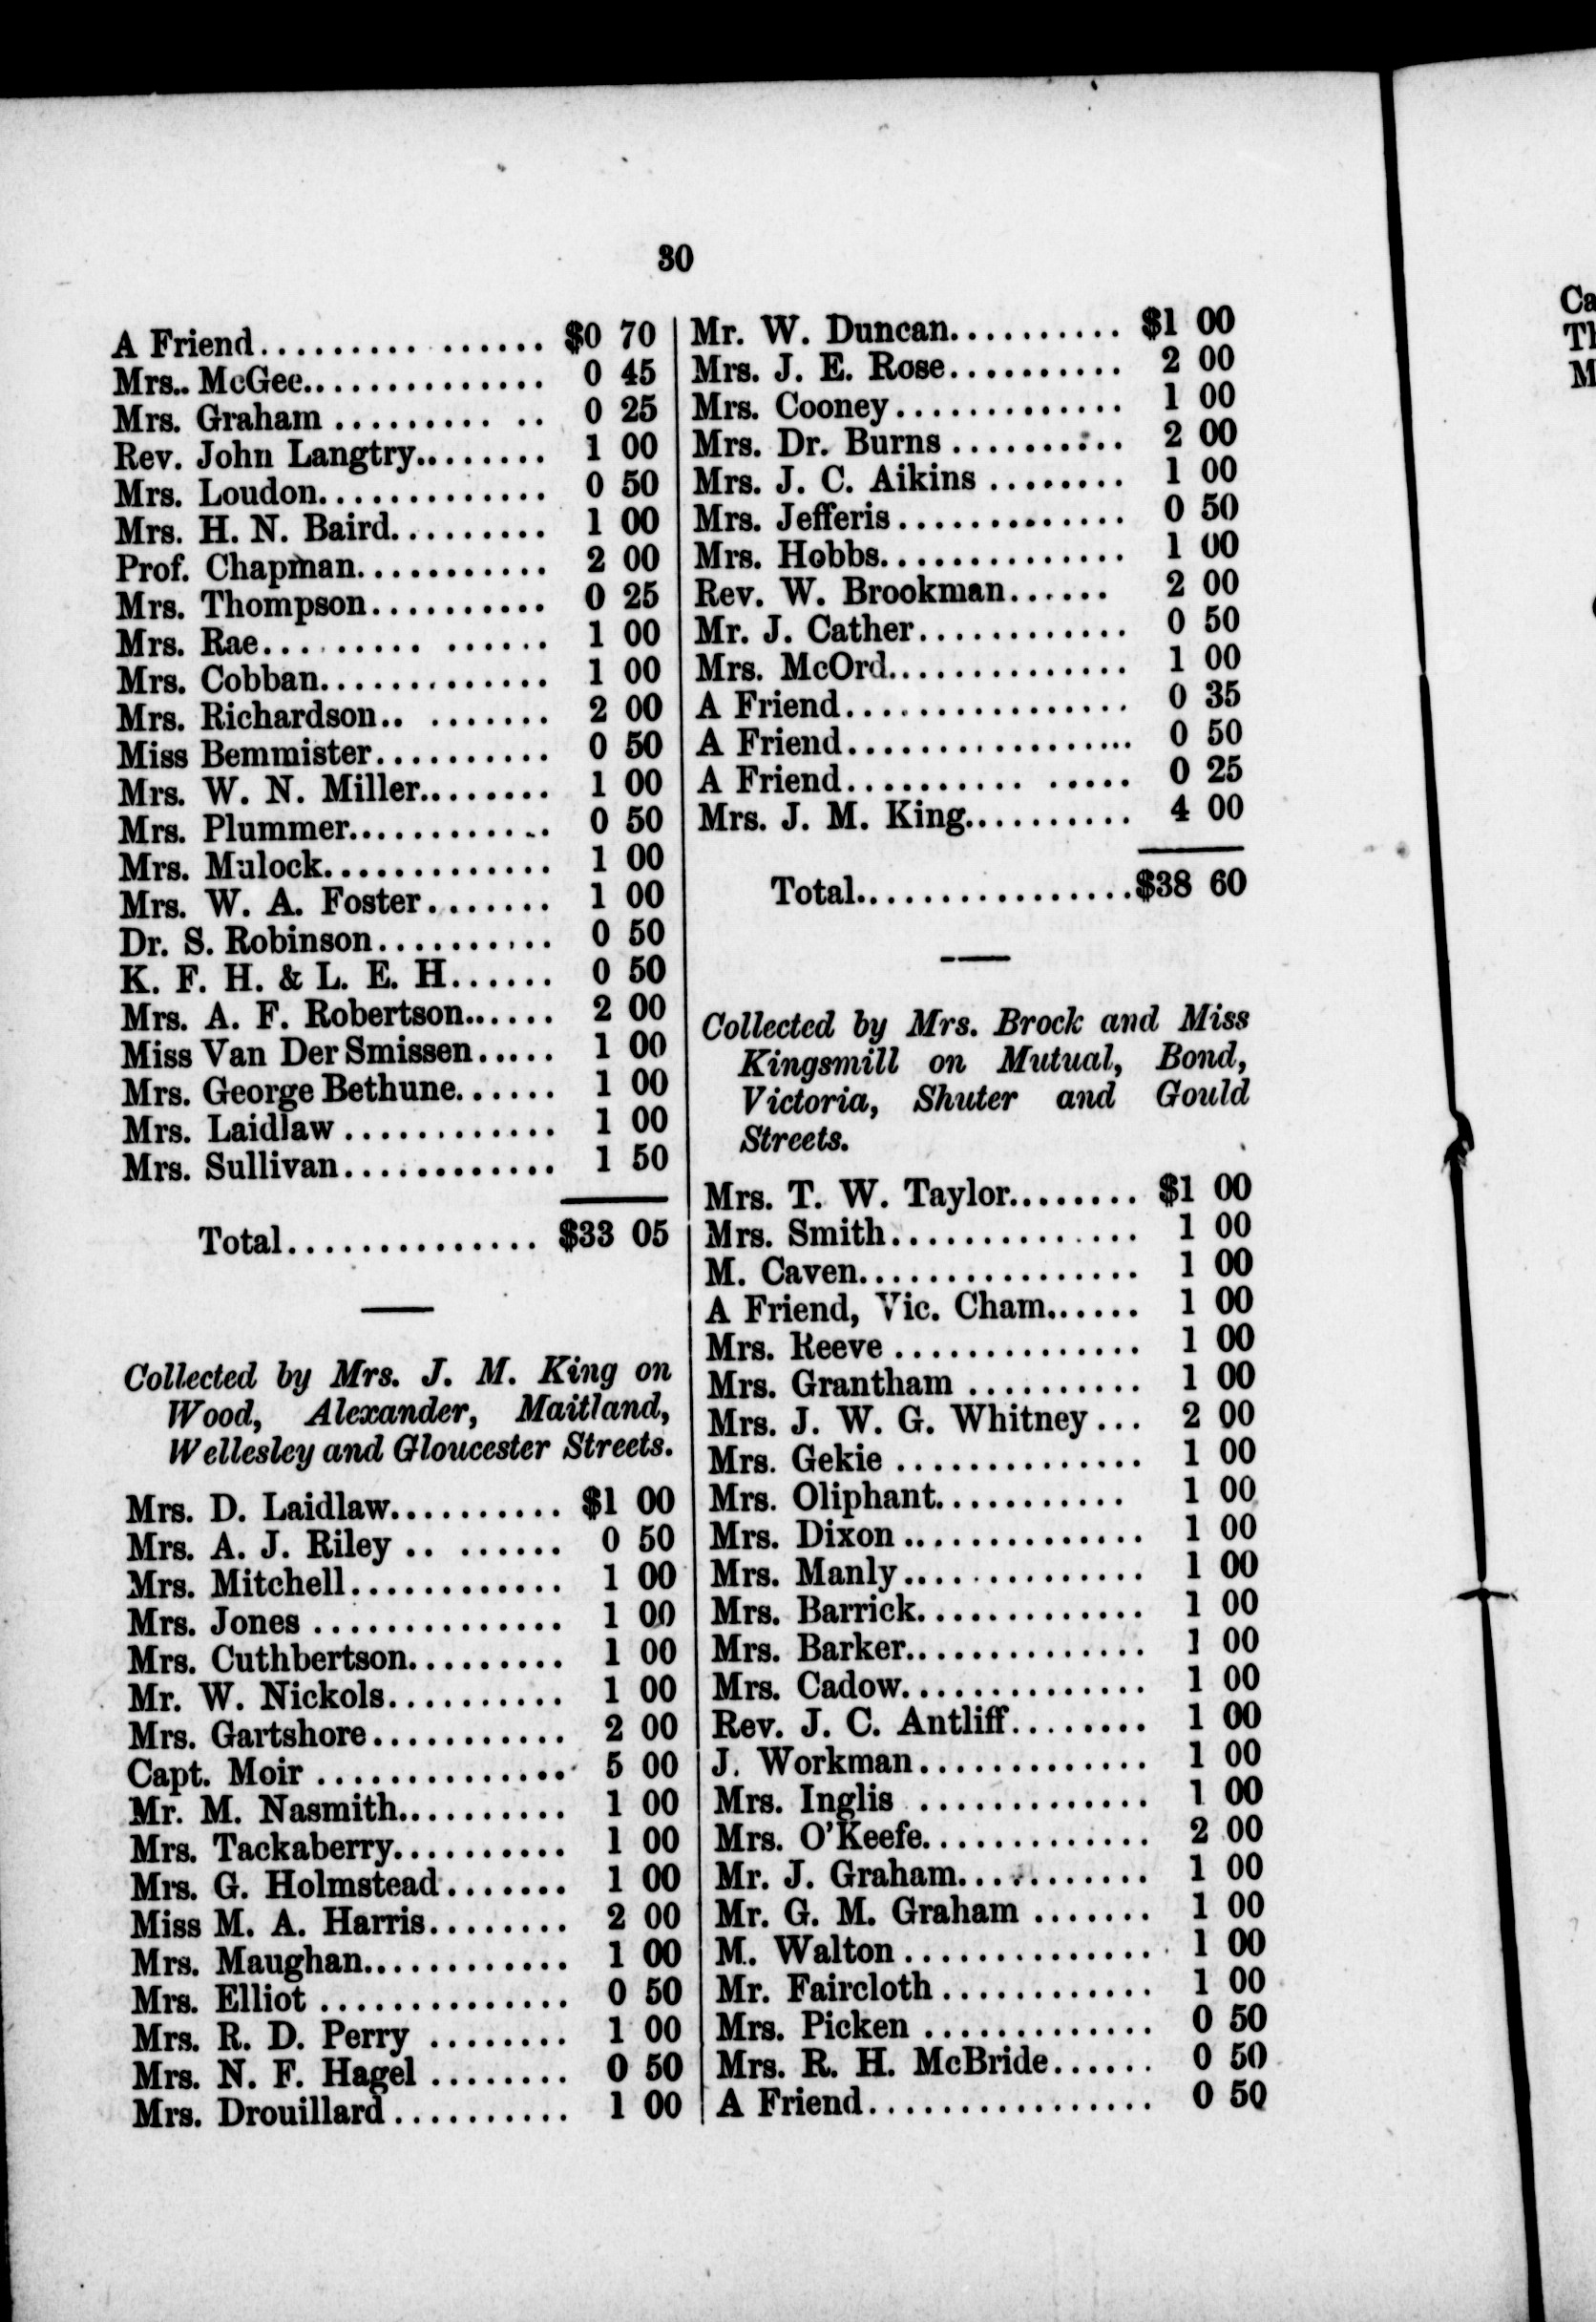 30
A Friend................ $0 70
Mrs.. McGee.............. 0 45
Mrs. Graham ......... .. 0 25
Rev. John Langtry........ 1 00
Mrs. Loudon............. 0 50
Mrs. H. N. Baird......... 1 00
Prof. Chapman........... 2 00
Mrs. Thompson.......... 0 25
Mrs. Rae......... ...... 1 00
Mrs. Cobban............. 1 00
Mrs. Richardson.. ....... 2 00
Miss Bemmister.......... 0 50
Mrs. W. N. Miller........ 1 00
Mrs. Plummer............ 0 50
Mrs. Mulock............. 1 00
Mrs. W. A. Foster....... 1 00
Dr. S. Robinson.......... 0 50
K. F. H. & L. E. H...... 0 50
Mrs. A. F. Robertson...... 2 00
Miss Van Der Smissen..... 1 00
Mrs. George Bethune...... 1 00
Mrs. Laidlaw ............ 1 00
Mrs. Sullivan............ 1 50
Total.............. $33 05
Collected by Mrs. J. M. King on
Wood, Alexander, Maitland,
Wellesley and Gloucester Streets.
Mrs. D. Laidlaw.......... $1 00
Mrs. A. J. Riley .. ...... 0 50
Mrs. Mitchell............ 1 00
Mrs. Jones .............. 1 00
Mrs. Cuthbertson......... 1 00
Mr. W. Nickols.......... 1 00
Mrs. Gartshore........... 2 00
Capt. Moir .............. 5 00
Mr. M. Nasmith.......... 1 00
Mrs. Tackaberry.......... 1 00
Mrs. G. Holmstead....... 1 00
Miss M. A. Harris........ 2 00
Mrs. Maughan............ 1 00
Mrs. Elliot .............. 0 50
Mrs. R. D. Perry ........ 1 00
Mrs. N. F. Hagel ........ 0 50
Mrs. Drouillard.......... 1 00
Mr. W. Duncan.......... $1 00
Mrs. J. E. Rose.......... 2 00
Mrs. Cooney............. 1 00
Mrs. Dr. Burns .......... 2 00
Mrs. J. C. Aikins ........ 1 00
Mrs. Jefferis............. 0 50
Mrs. Hobbs.............. 1 00
Rev. W. Brookman...... 2 00
Mr. J. Cather............ 0 50
Mrs. McOrd.............. 1 00
A Friend................ 0 35
A Friend................ 0 50
A Friend.......... ..... 0 25
Mrs. J. M. King.......... 4 00
Total................$38 60
Collected by Mrs. Brock and Miss
Kingsmill on Mutual, Bond,
Victoria, Shuter and Gould
Streets.
Mrs. T. W. Taylor........ $1 00
Mrs. Smith.............. 1 00
M. Caven................ 1 00
A Friend, Vic. Cham...... 1 00
Mrs. Reeve .............. 1 00
Mrs. Grantham .......... 1 00
Mrs. J. W. G. Whitney... 2 00
Mrs. Gekie .............. 1 00
Mrs. Oliphant........... 1 00
Mrs. Dixon .............. 1 00
Mrs. Manly.............. 1 00
Mrs. Barrick............. 1 00
Mrs. Barker.............. 1 00
Mrs. Cadow.............. 1 00
Rev. J. C. Antliff........ 1 00
J. Workman............. 1 00
Mrs. Inglis ............. 1 00
Mrs. O'Keefe............. 2 00
Mr. J. Graham........... 1 00
Mr. G. M. Graham ....... 1 00
M. Walton .............. 1 00
Mr. Faircloth ............ 1 00
Mrs. Picken ............. 0 50
Mrs. R. H. McBride...... 0 50
A Friend................ 0 50